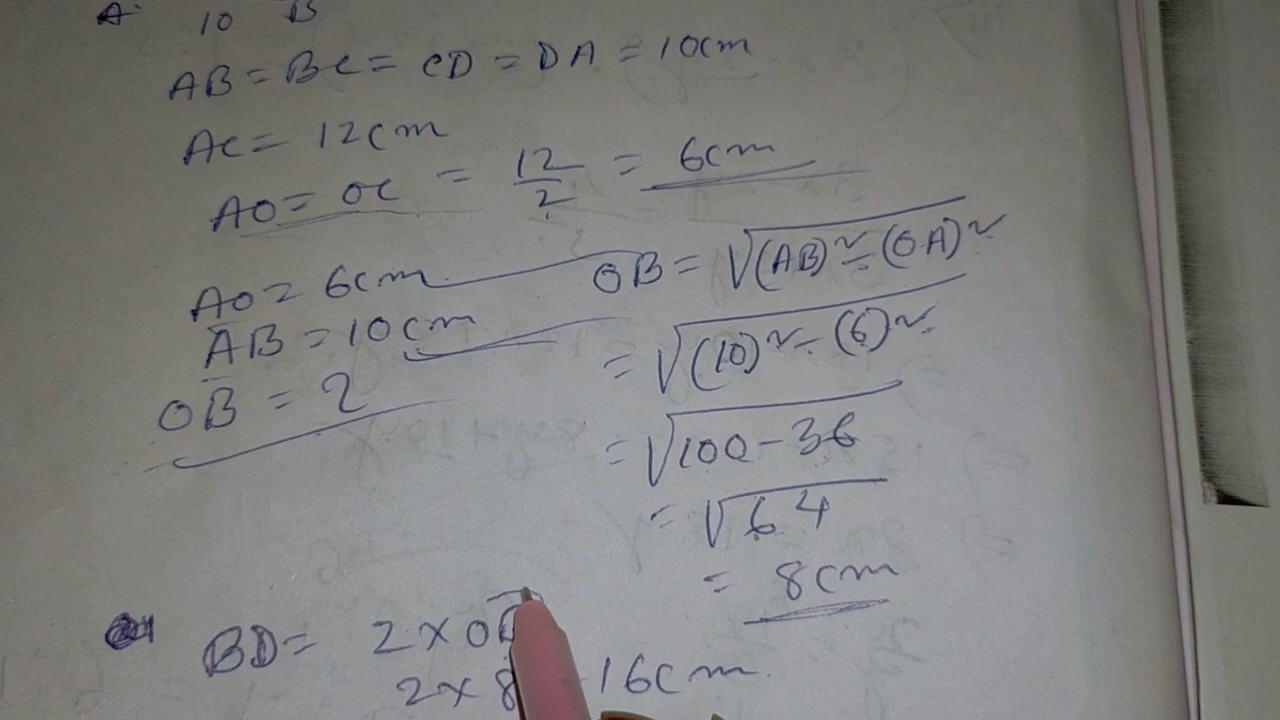 A 10 B
AB = BC = CD = DA = 10cm
AC = 12cm
AO = OC = 12/2 = 6cm
AO = 6cm
AB = 10cm
OB = ?
OB = √(AB)² - (OA)²
= √(10)² - (6)²
= √100-36
= √64
= 8cm
BD = 2 × O
2 × 8 16cm